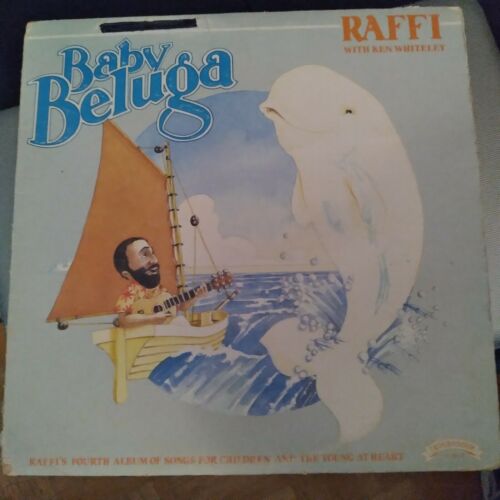 Baby
Beluga
RAFFI
WITH KEN WHITELEY
RAFFI'S FOURTH ALBUM OF SONGS FOR CHILDREN AND THE YOUNG AT HEART